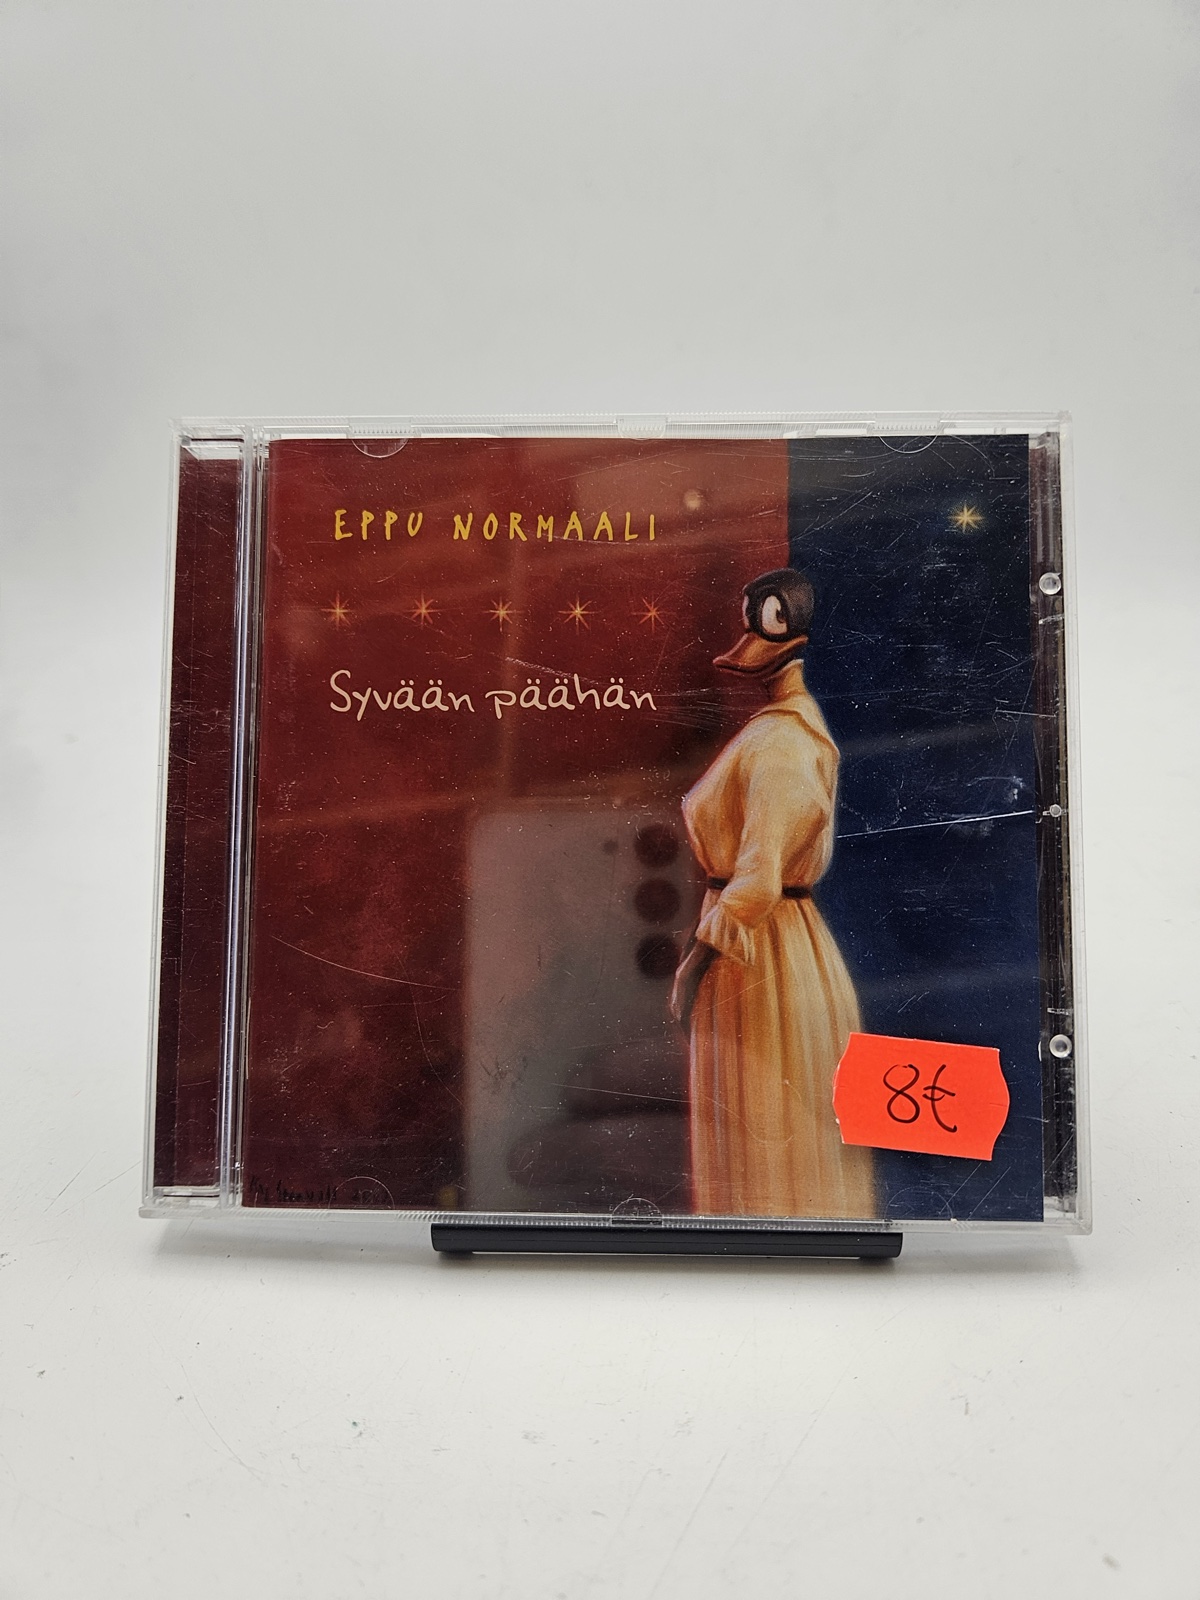 EPPU NORMAALI
Syvään päähän
8€